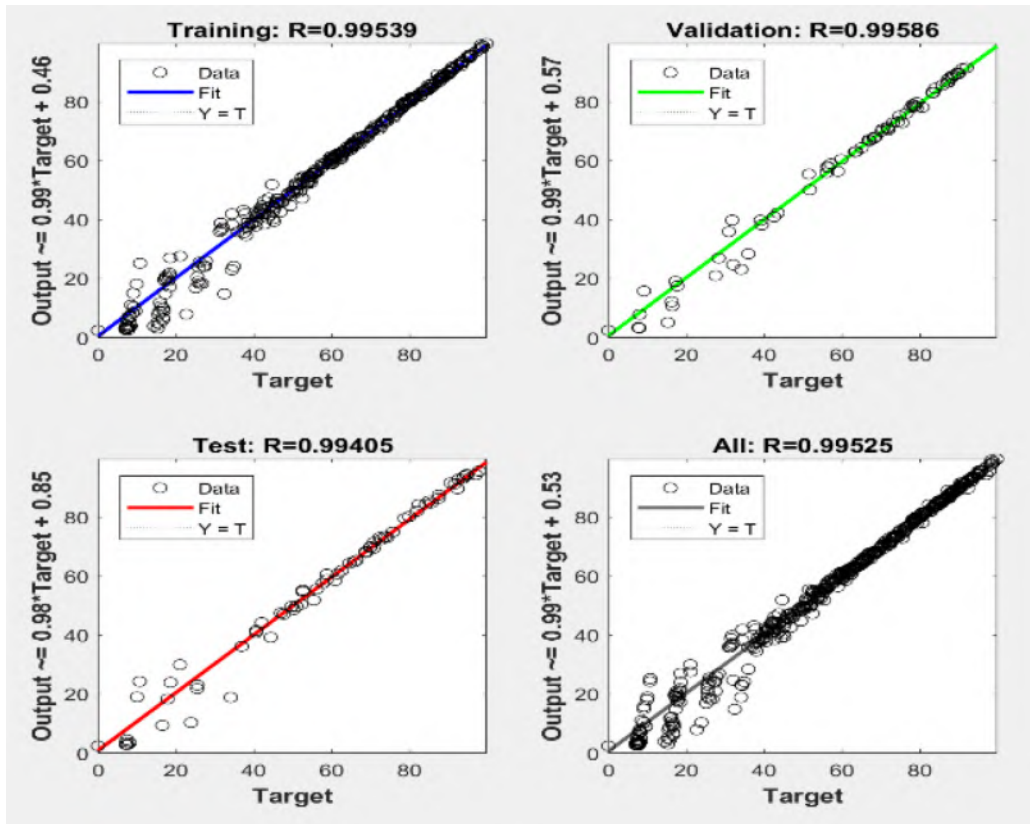 Training: R=0.99539
Output ~= 0.99*Target + 0.46
Data
Fit
Y = T
80
60
40
20
0
0 20 40 60 80
Target
Validation: R=0.99586
Output ~= 0.99*Target + 0.57
Data
Fit
Y = T
80
60
40
20
0
0 20 40 60 80
Target
Test: R=0.99405
Output ~= 0.98*Target + 0.85
Data
Fit
Y = T
80
60
40
20
0
0 20 40 60 80
Target
All: R=0.99525
Output ~= 0.99*Target + 0.53
Data
Fit
Y = T
80
60
40
20
0
0 20 40 60 80
Target